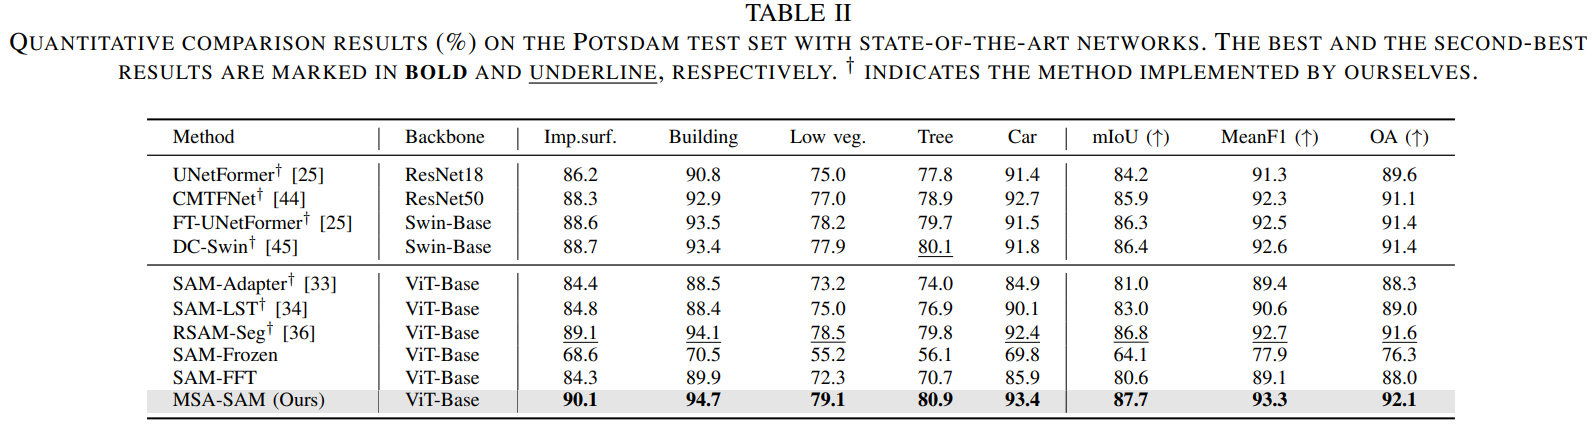 TABLE II
QUANTITATIVE COMPARISON RESULTS (%) ON THE POTSDAM TEST SET WITH STATE-OF-THE-ART NETWORKS. THE BEST AND THE SECOND-BEST
RESULTS ARE MARKED IN BOLD AND UNDERLINE, RESPECTIVELY. † INDICATES THE METHOD IMPLEMENTED BY OURSELVES.
Method Backbone Imp.surf. Building Low veg. Tree Car mIoU (↑) MeanF1 (↑) OA (↑)
UNetFormer† [25] ResNet18 86.2 90.8 75.0 77.8 91.4 84.2 91.3 89.6
CMTFNet† [44] ResNet50 88.3 92.9 77.0 78.9 92.7 85.9 92.3 91.1
FT-UNetFormer† [25] Swin-Base 88.6 93.5 78.2 79.7 91.5 86.3 92.5 91.4
DC-Swin† [45] Swin-Base 88.7 93.4 77.9 80.1 91.8 86.4 92.6 91.4
SAM-Adapter† [33] ViT-Base 84.4 88.5 73.2 74.0 84.9 81.0 89.4 88.3
SAM-LST† [34] ViT-Base 84.8 88.4 75.0 76.9 90.1 83.0 90.6 89.0
RSAM-Seg† [36] ViT-Base 89.1 94.1 78.5 79.8 92.4 86.8 92.7 91.6
SAM-Frozen ViT-Base 68.6 70.5 55.2 56.1 69.8 64.1 77.9 76.3
SAM-FFT ViT-Base 84.3 89.9 72.3 70.7 85.9 80.6 89.1 88.0
MSA-SAM (Ours) ViT-Base 90.1 94.7 79.1 80.9 93.4 87.7 93.3 92.1